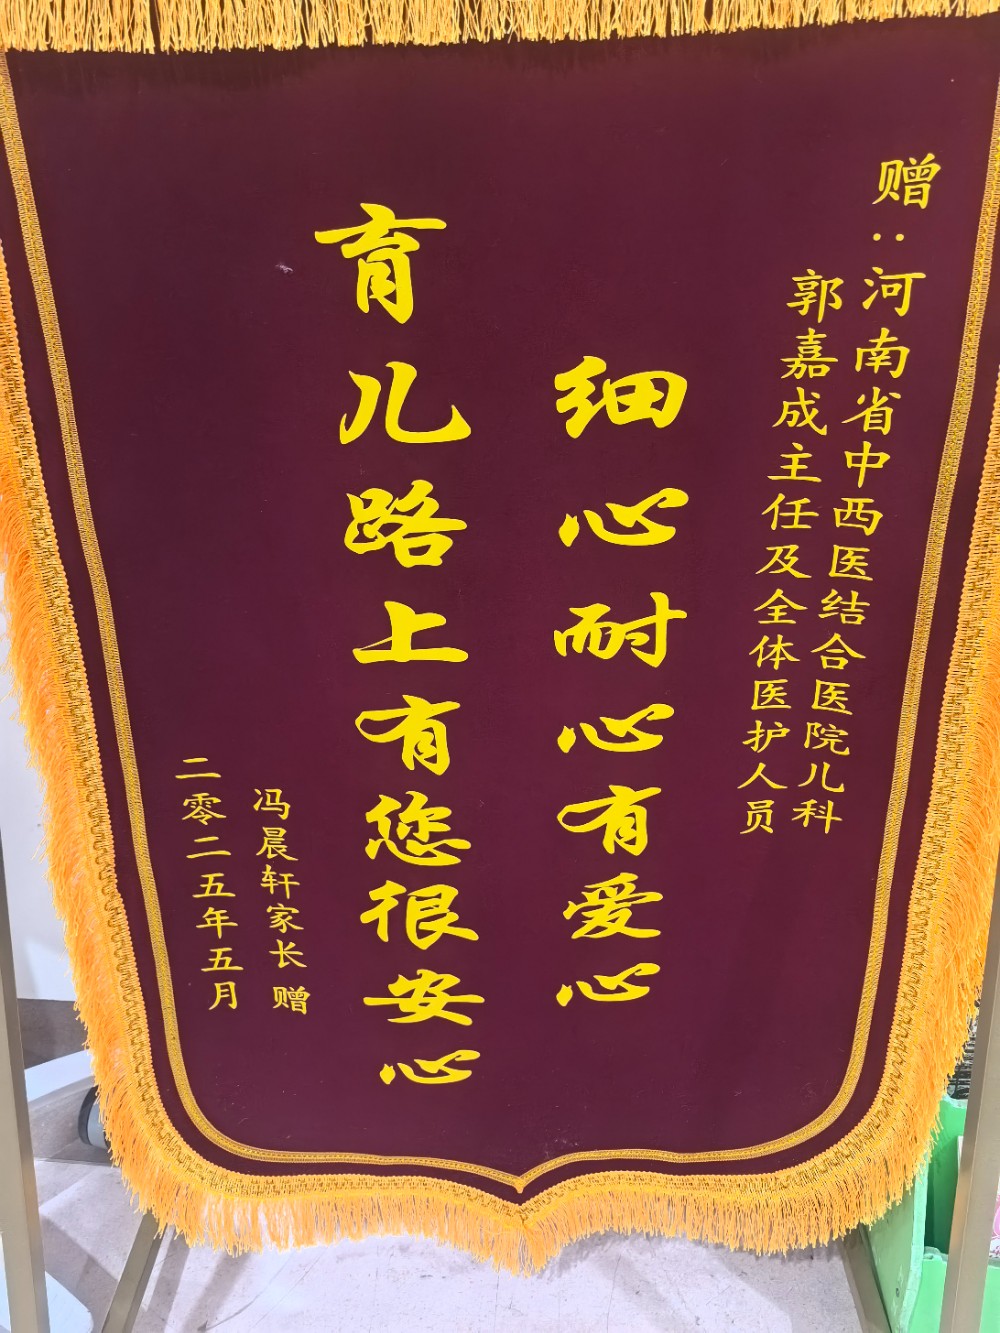 赠：河南省中西医结合医院儿科
郭嘉成主任及全体医护人员
细心耐心有爱心
育儿路上有您很安心
冯晨轩家长 赠
二零二五年五月